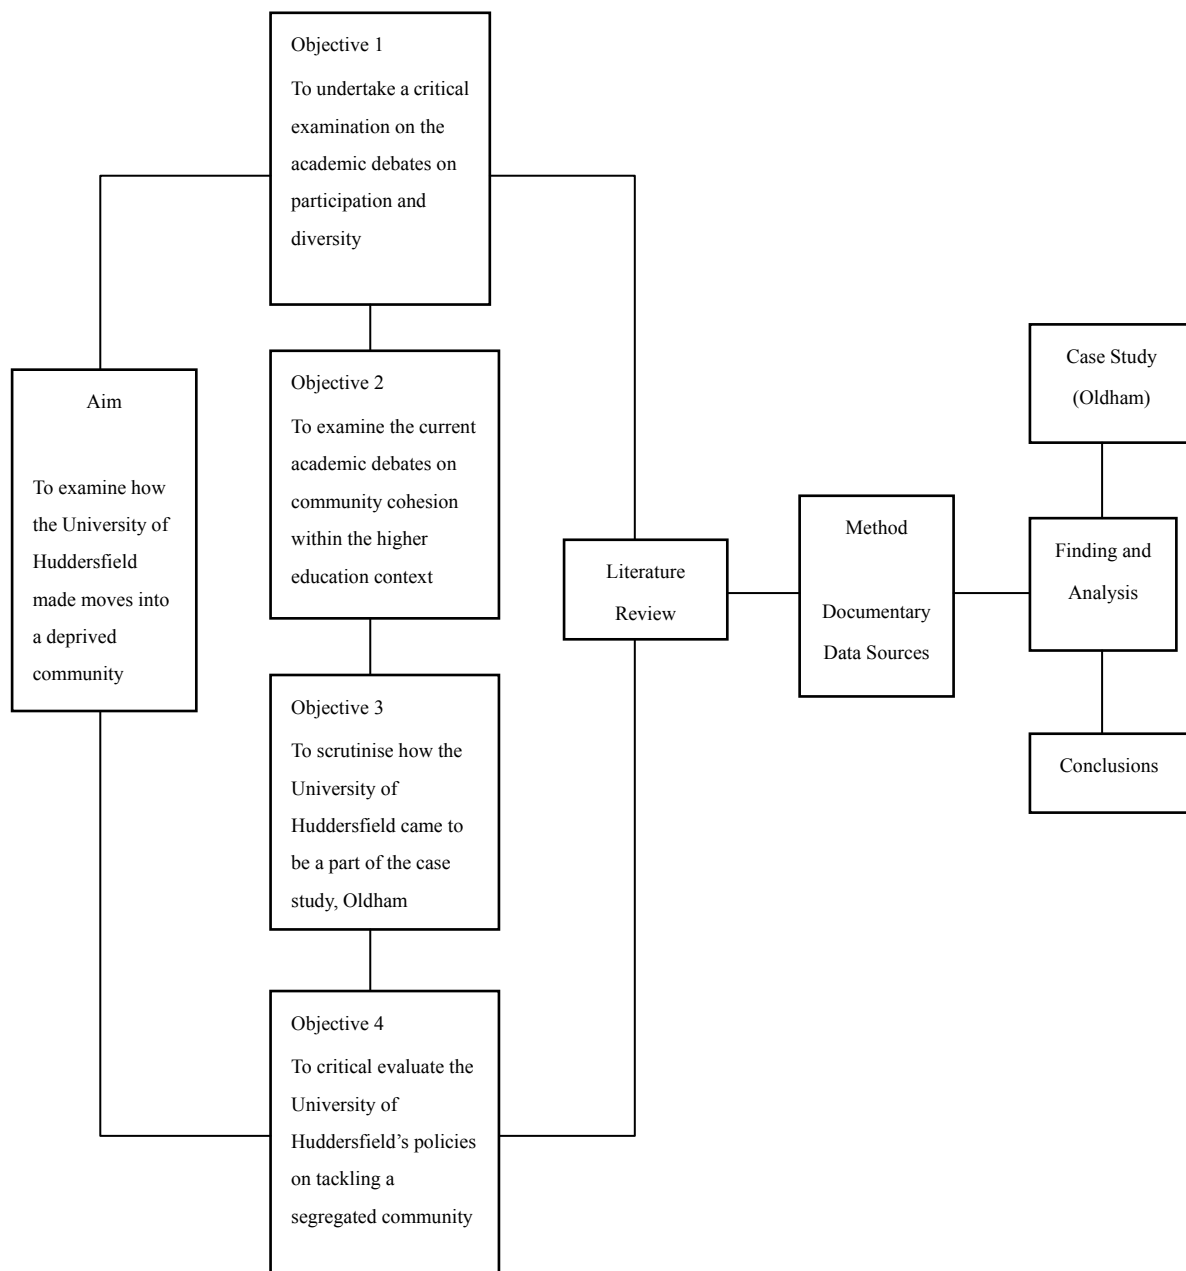 Objective 1
To undertake a critical
examination on the
academic debates on
participation and
diversity
Aim
To examine how
the University of
Huddersfield
made moves into
a deprived
community
Objective 2
To examine the current
academic debates on
community cohesion
within the higher
education context
Objective 3
To scrutinise how the
University of
Huddersfield came to
be a part of the case
study, Oldham
Objective 4
To critical evaluate the
University of
Huddersfield’s policies
on tackling a
segregated community
Literature
Review
Method
Documentary
Data Sources
Case Study
(Oldham)
Finding and
Analysis
Conclusions